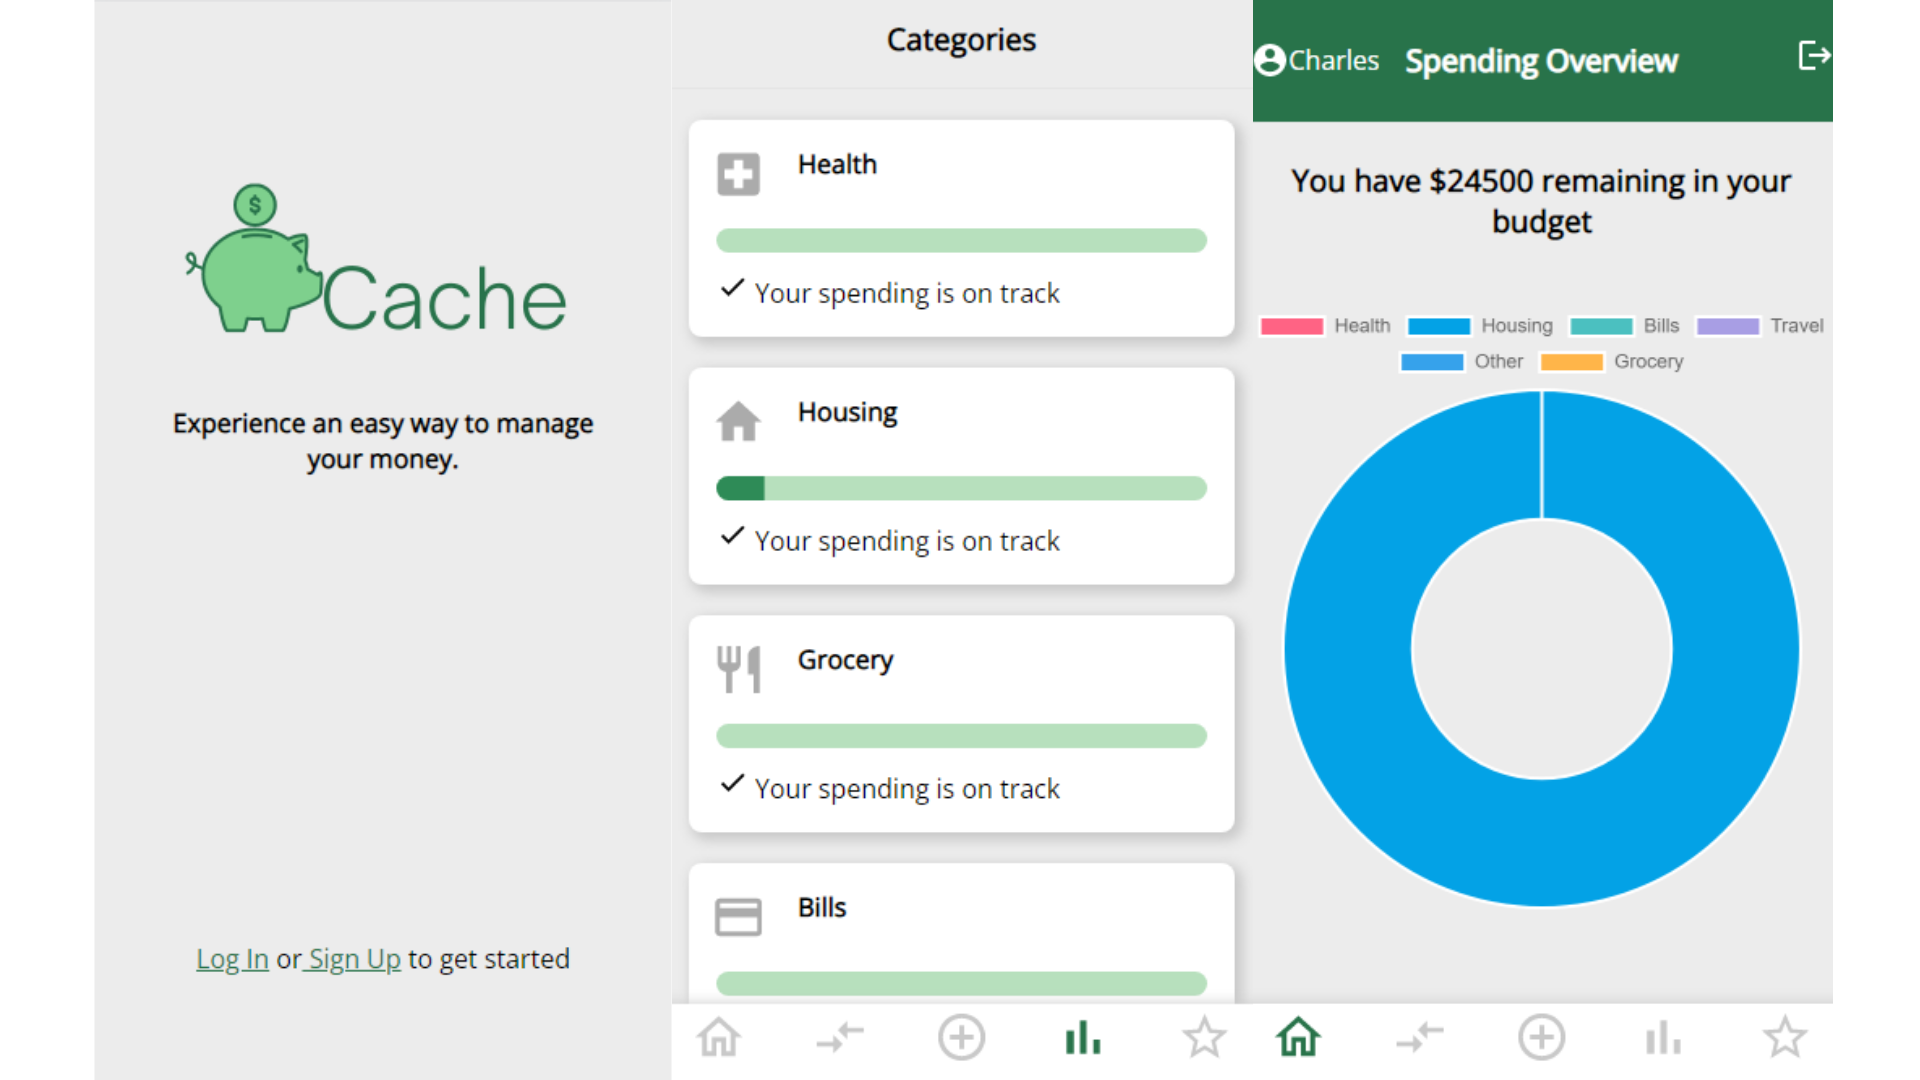 $
Cache
Experience an easy way to manage
your money.
Log In or Sign Up to get started
Categories
Health
Your spending is on track
Housing
Your spending is on track
Grocery
Your spending is on track
Bills
Charles Spending Overview
You have $24500 remaining in your
budget
Health Housing Bills Travel
Other Grocery